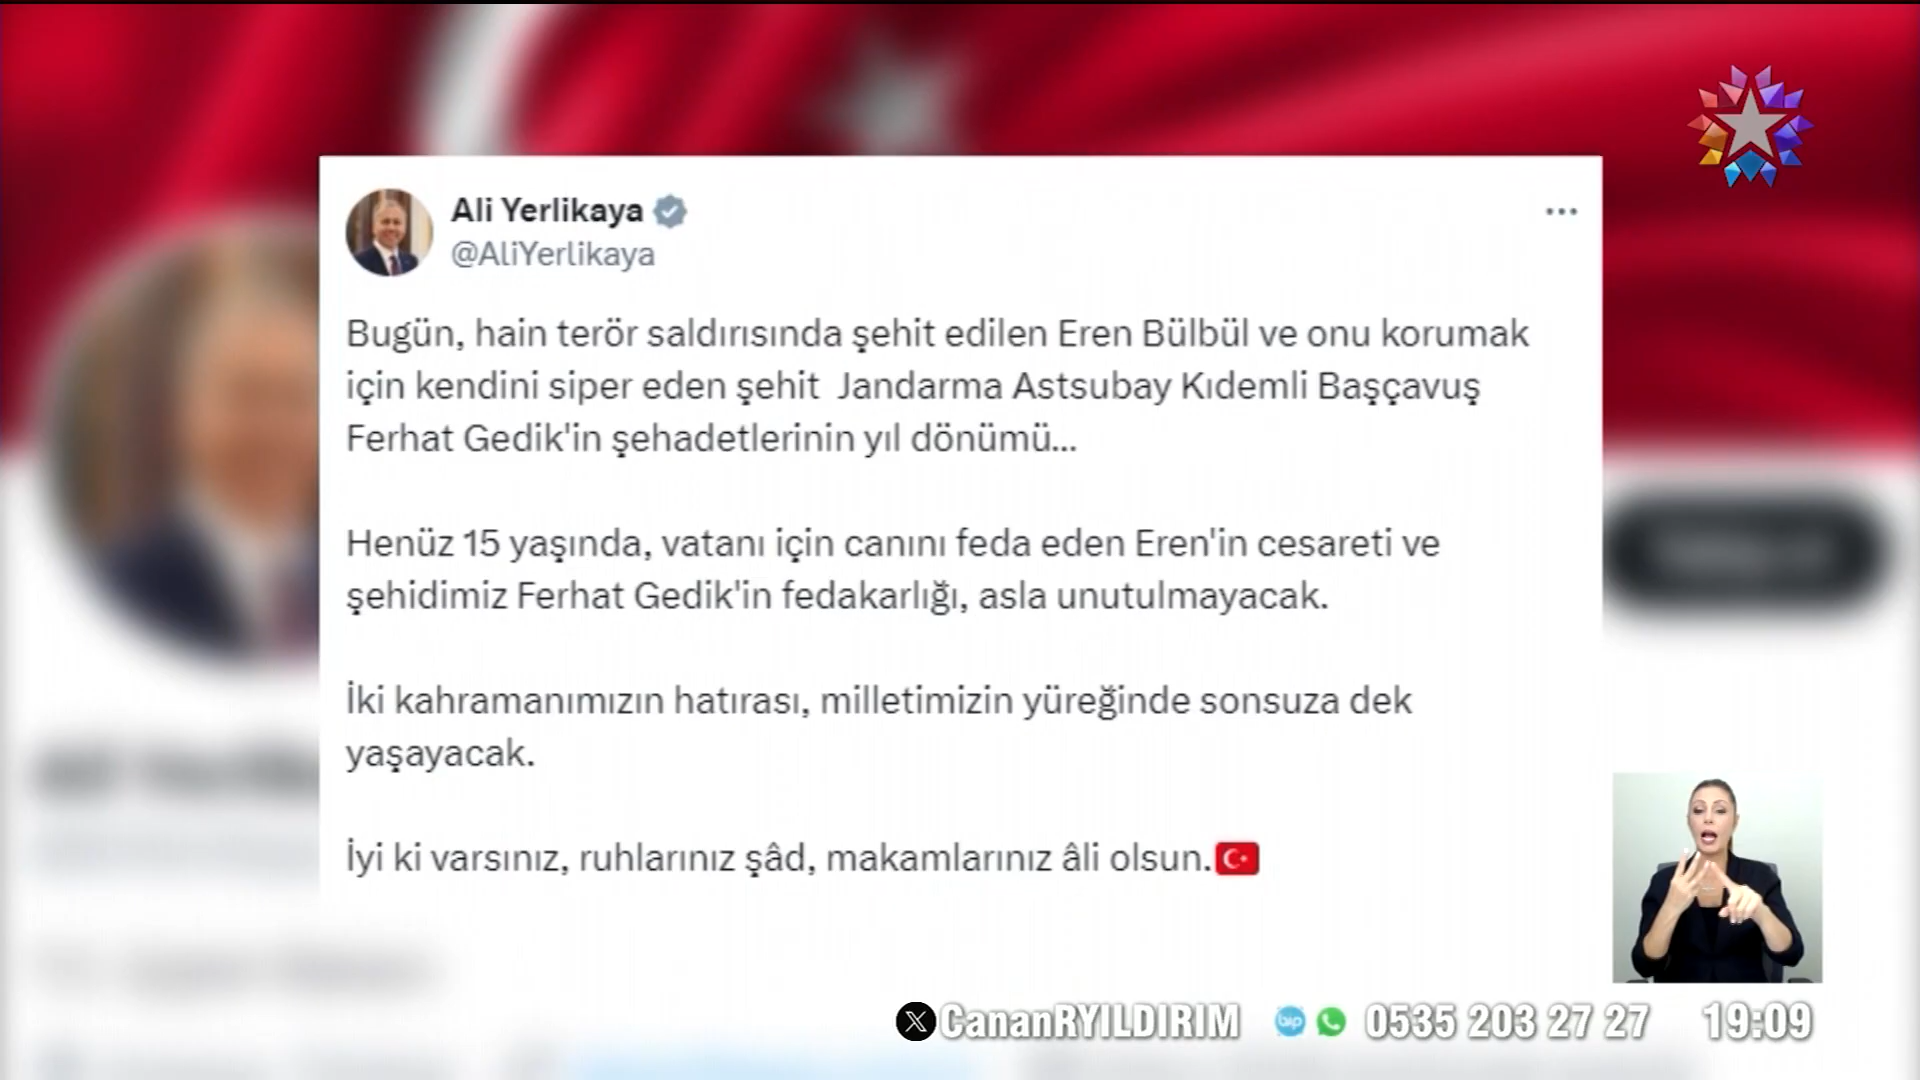 Ali Yerlikaya
@AliYerlikaya
Bugün, hain terör saldırısında şehit edilen Eren Bülbül ve onu korumak
için kendini siper eden şehit Jandarma Astsubay Kıdemli Başçavuş
Ferhat Gedik'in şehadetlerinin yıl dönümü...
Henüz 15 yaşında, vatanı için canını feda eden Eren'in cesareti ve
şehidimiz Ferhat Gedik'in fedakarlığı, asla unutulmayacak.
İki kahramanımızın hatırası, milletimizin yüreğinde sonsuza dek
yaşayacak.
İyi ki varsınız, ruhlarınız şâd, makamlarınız âli olsun.
CananRYILDIRIM bip 0535 203 27 27 19:09